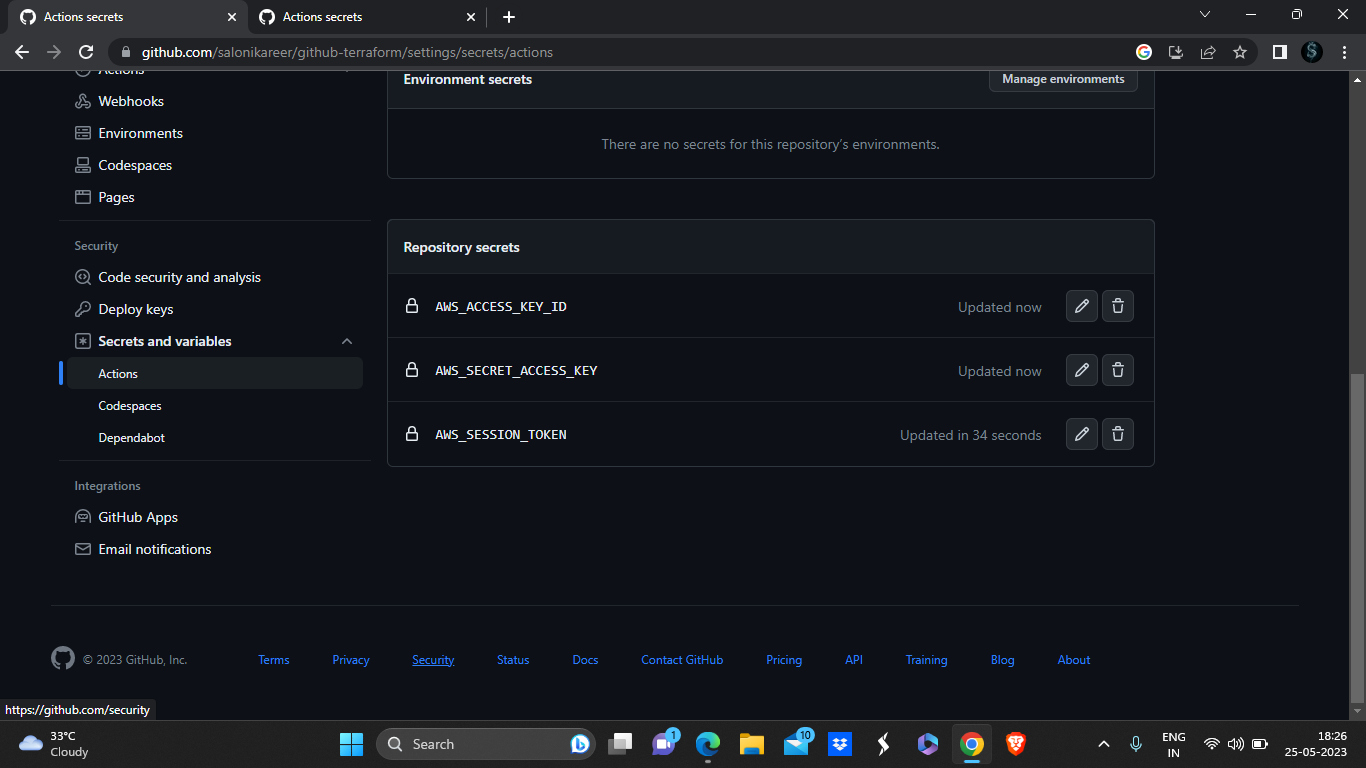 Actions secrets
Actions secrets
github.com/salonikareer/github-terraform/settings/secrets/actions
Actions
Webhooks
Environments
Codespaces
Pages
Security
Code security and analysis
Deploy keys
Secrets and variables
Actions
Codespaces
Dependabot
Integrations
GitHub Apps
Email notifications
Environment secrets
Manage environments
There are no secrets for this repository's environments.
Repository secrets
AWS_ACCESS_KEY_ID Updated now
AWS_SECRET_ACCESS_KEY Updated now
AWS_SESSION_TOKEN Updated in 34 seconds
© 2023 GitHub, Inc. Terms Privacy Security Status Docs Contact GitHub Pricing API Training Blog About
https://github.com/security
33°C
Cloudy
Search
1
10
ENG
IN
18:26
25-05-2023